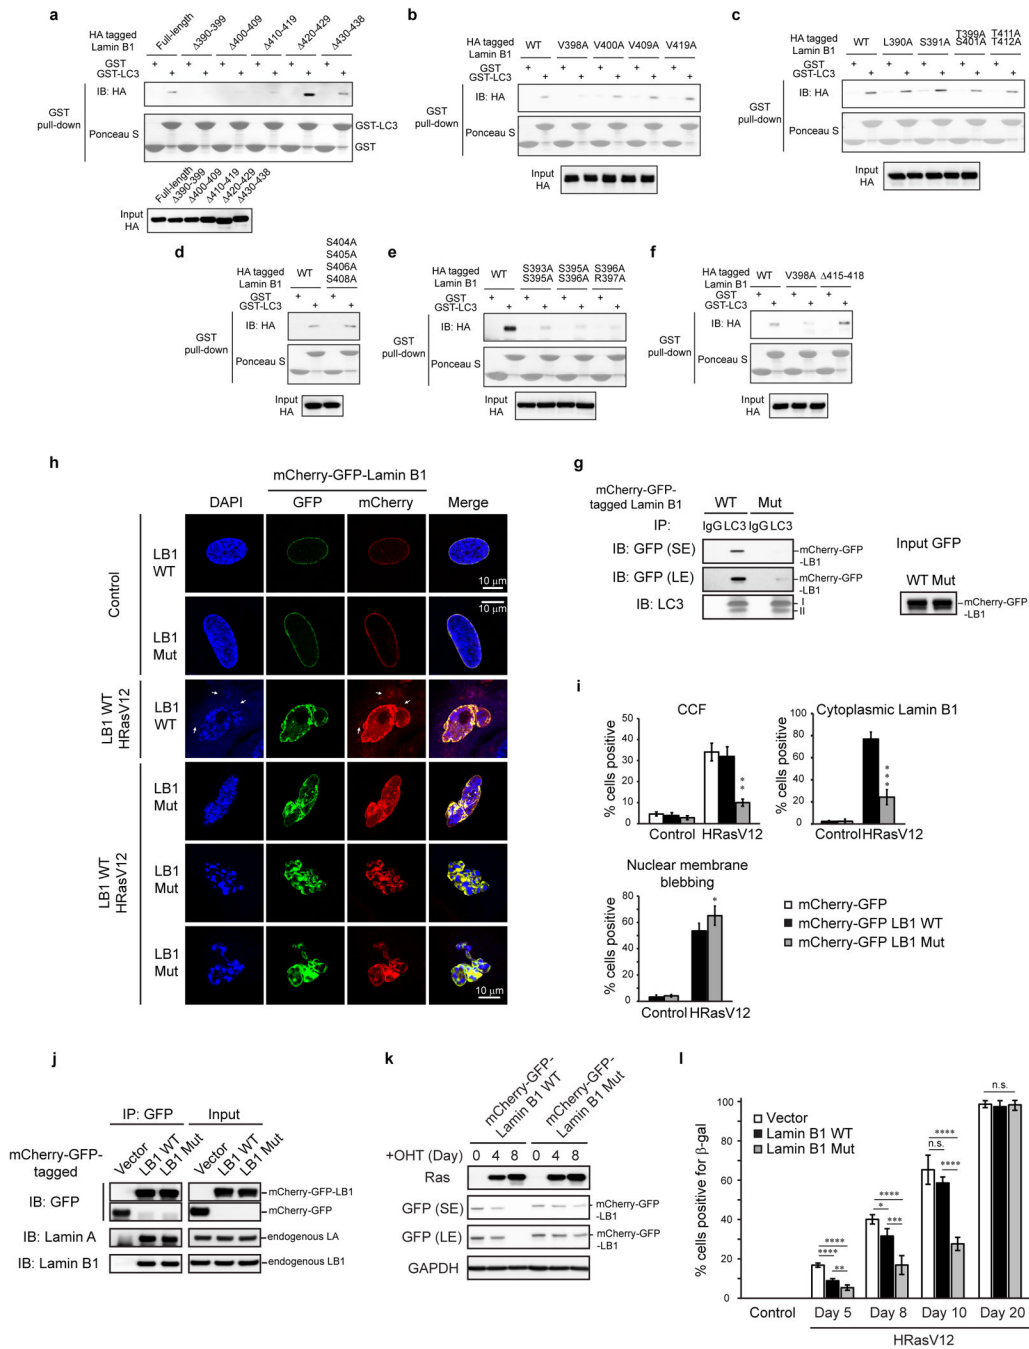 a
HA tagged
Lamin B1
Full-length
Δ390-399
Δ400-409
Δ410-419
Δ420-429
Δ430-438
GST + + + + + +
GST-LC3 + + + + + +
IB: HA
GST
pull-down
Ponceau S
GST-LC3
GST
Full-length
Δ390-399
Δ400-409
Δ410-419
Δ420-429
Δ430-438
Input
HA
b
HA tagged
Lamin B1
WT V398A V400A V409A V419A
GST + + + + +
GST-LC3 + + + + +
IB: HA
GST
pull-down
Ponceau S
Input
HA
c
HA tagged
Lamin B1
WT L390A S391A T399A S401A T411A T412A
GST + + + + +
GST-LC3 + + + + +
IB: HA
GST
pull-down
Ponceau S
Input
HA
d
HA tagged
Lamin B1
WT
S404A
S405A
S406A
S408A
GST + +
GST-LC3 + +
IB: HA
GST
pull-down
Ponceau S
Input
HA
e
HA tagged
Lamin B1
WT S393A S395A S395A S396A S396A R397A
GST + + + +
GST-LC3 + + + +
IB: HA
GST
pull-down
Ponceau S
Input
HA
f
HA tagged
Lamin B1
WT V398A Δ415-418
GST + + +
GST-LC3 + + +
IB: HA
GST
pull-down
Ponceau S
Input
HA
h
mCherry-GFP-Lamin B1
DAPI GFP mCherry Merge
Control
LB1
WT
10 μm
LB1
Mut
10 μm
LB1 WT
HRasV12
LB1
WT
LB1 WT
HRasV12
LB1
Mut
LB1
Mut
LB1
Mut
10 μm
g
mCherry-GFP-
tagged Lamin B1
WT Mut
IP: IgG LC3 IgG LC3
IB: GFP (SE)
mCherry-GFP
-LB1
IB: GFP (LE)
mCherry-GFP
-LB1
IB: LC3
I
II
Input GFP
WT Mut
mCherry-GFP
-LB1
i
CCF
% cells positive
50
40
30
20
10
0
Control HRasV12
**
Cytoplasmic Lamin B1
% cells positive
100
80
60
40
20
0
Control HRasV12
***
Nuclear membrane
blebbing
% cells positive
80
60
40
20
0
Control HRasV12
*
mCherry-GFP
mCherry-GFP LB1 WT
mCherry-GFP LB1 Mut
j
IP: GFP Input
mCherry-GFP-
tagged
Vector
LB1 WT
LB1 Mut
Vector
LB1 WT
LB1 Mut
IB: GFP
mCherry-GFP-LB1
mCherry-GFP
IB: Lamin A
endogenous LA
IB: Lamin B1
endogenous LB1
k
mCherry-GFP-
Lamin B1 WT
mCherry-GFP-
Lamin B1 Mut
+OHT (Day) 0 4 8 0 4 8
Ras
GFP (SE)
mCherry-GFP
-LB1
GFP (LE)
mCherry-GFP
-LB1
GAPDH
l
% cells positive for β-gal
100
80
60
40
20
0
Vector
Lamin B1 WT
Lamin B1 Mut
****
****
**
****
*
***
****
n.s.
****
n.s.
Control Day 5 Day 8 Day 10 Day 20
HRasV12